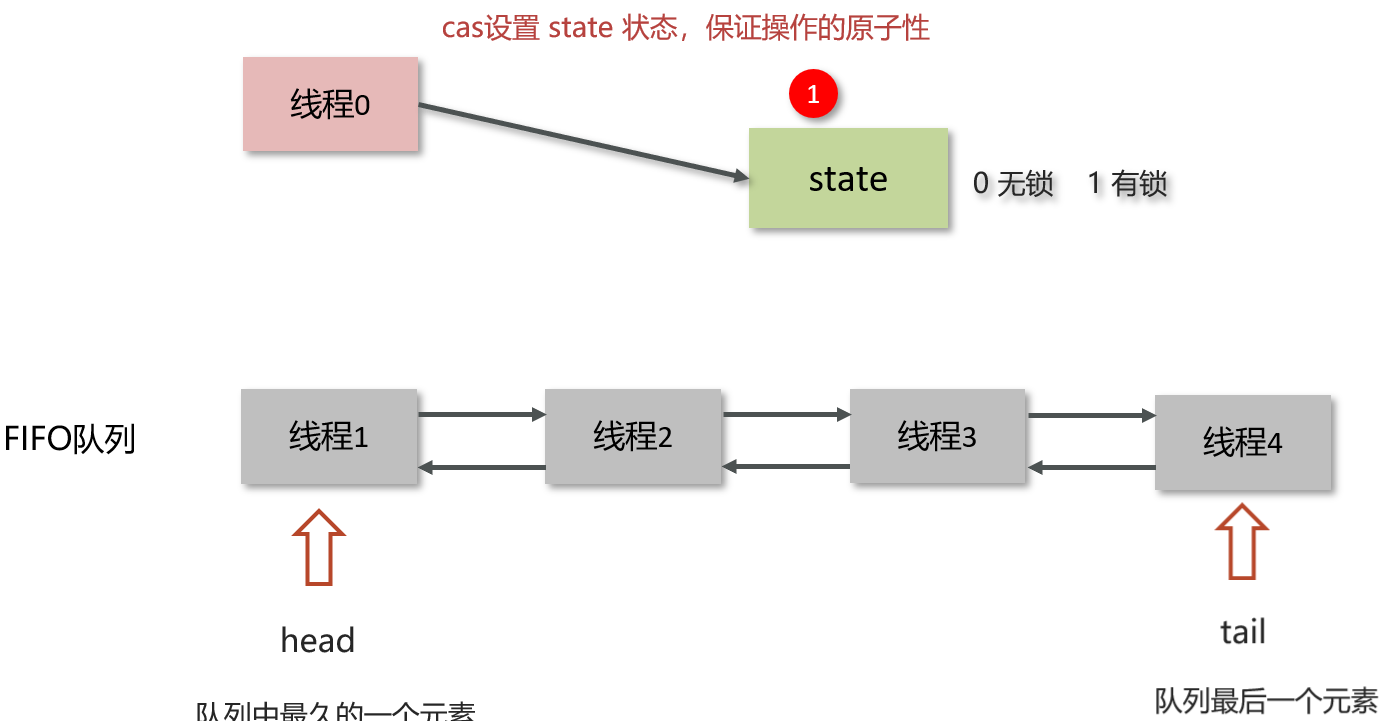 cas设置 state 状态，保证操作的原子性
线程0
1
state
0 无锁 1 有锁
FIFO队列
线程1
线程2
线程3
线程4
head
tail
队列中最久的一个元素
队列最后一个元素